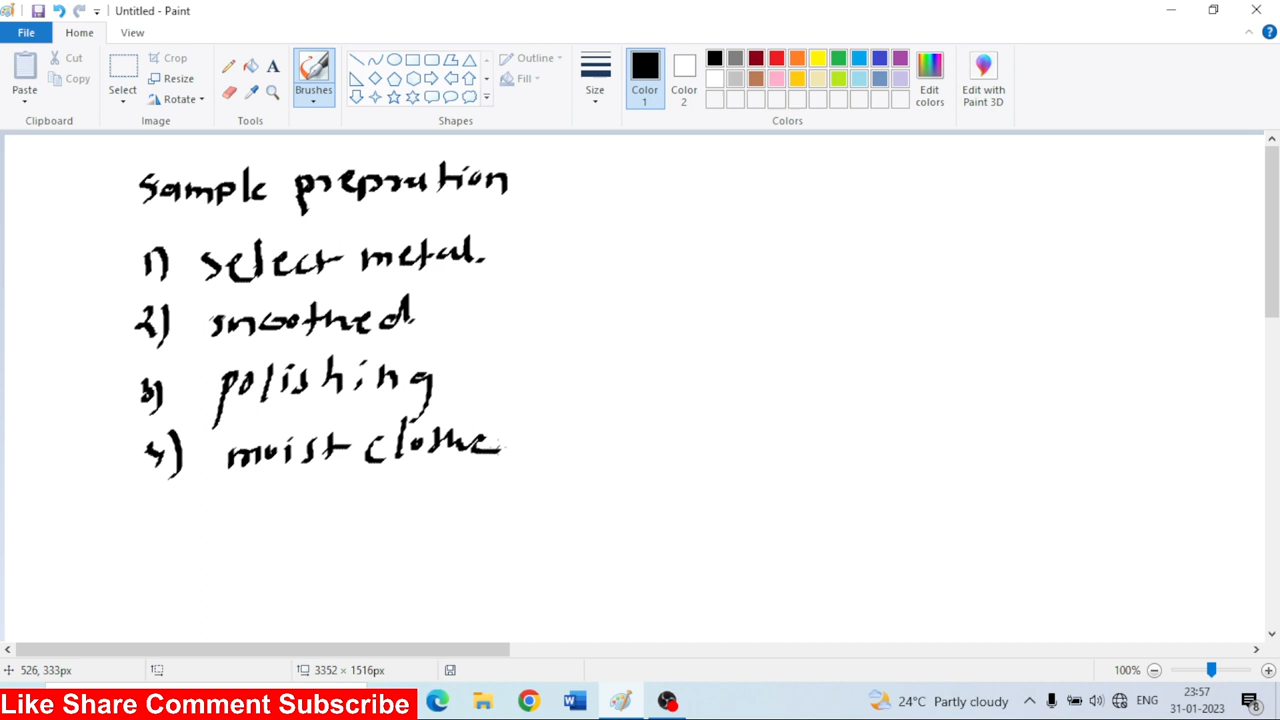 Untitled - Paint
File Home View
Paste Cut Copy Select Crop Resize Rotate Brushes Outline Fill Size Color 1 Color 2 Edit colors Edit with Paint 3D
Clipboard Image Tools Shapes Colors
sample prepration
1) select metal.
2) smoothed.
3) polishing
4) moist clothe
526, 333px 3352 × 1516px 100%
Like Share Comment Subscribe 24°C Partly cloudy ENG 23:57 31-01-2023 8